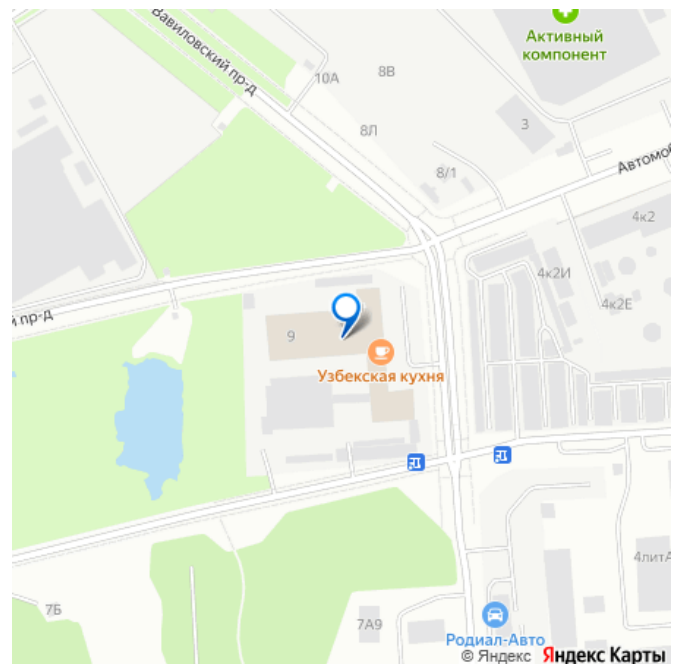 Активный
компонент
Вавиловский пр-д
10А
8В
8Л
3
8/1
Автомоб
4к2
4к2И
4к2Е
й пр-д
9
Узбекская кухня
7Б
7А9
4литА
Родиал-Авто
© Яндекс Яндекс Карты